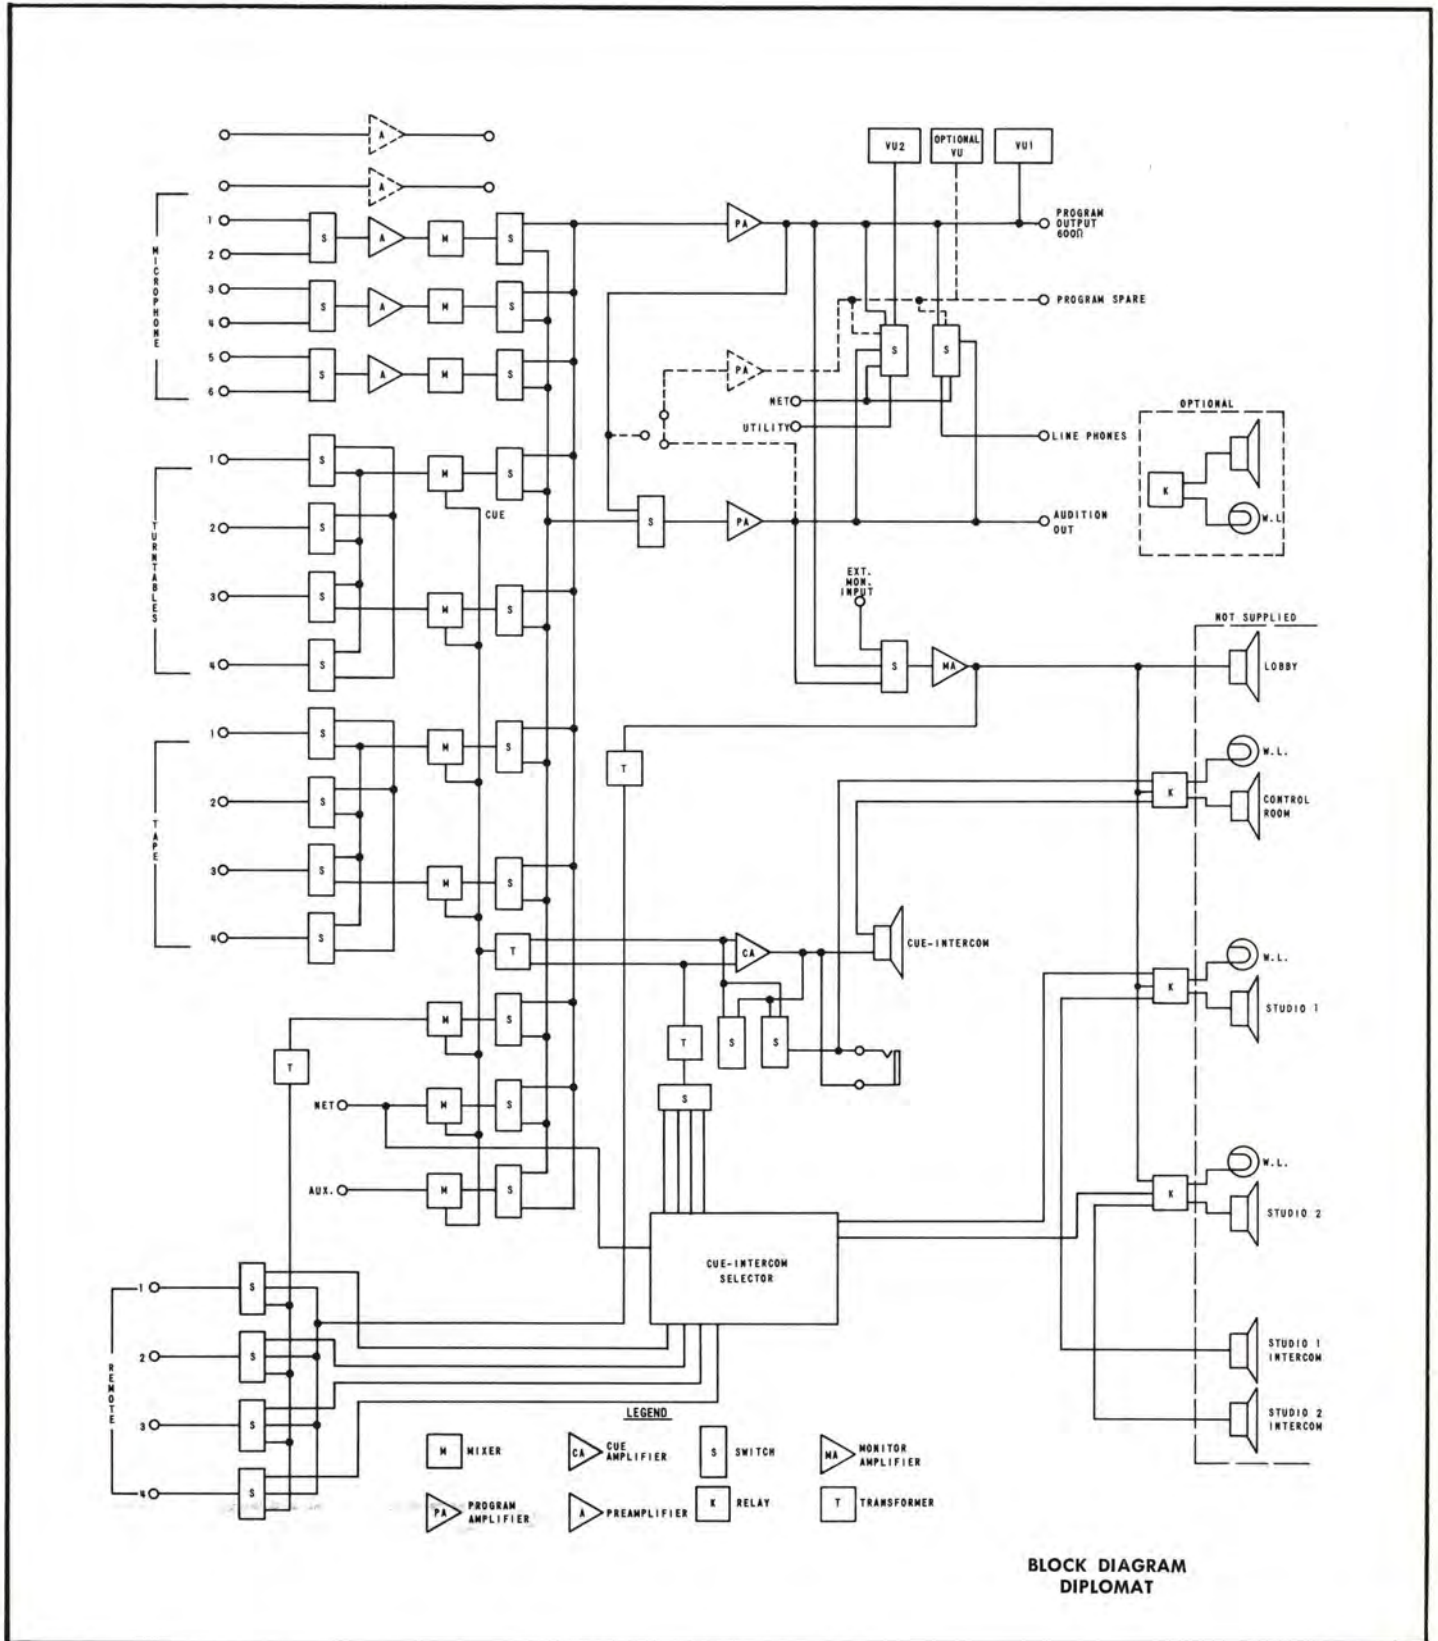 A
A
VU2
OPTIONAL
VU
VU1
MICROPHONE
1
2
S
A
M
S
PA
PROGRAM
OUTPUT
600Ω
3
4
S
A
M
S
PROGRAM SPARE
S
S
5
6
S
A
M
S
PA
NET
UTILITY
LINE PHONES
OPTIONAL
K
W.L.
TURNTABLES
1
S
M
S
CUE
2
S
S
PA
AUDITION
OUT
3
S
M
S
EXT.
MON.
INPUT
4
S
S
MA
NOT SUPPLIED
LOBBY
TAPE
1
S
M
S
T
W.L.
2
S
K
CONTROL
ROOM
3
S
M
S
4
S
T
CA
CUE-INTERCOM
W.L.
K
STUDIO 1
M
S
T
S
S
T
NET
M
S
S
W.L.
AUX.
M
S
K
STUDIO 2
CUE-INTERCOM
SELECTOR
REMOTE
1
S
2
S
STUDIO 1
INTERCOM
3
S
STUDIO 2
INTERCOM
4
S
LEGEND
M MIXER
CA CUE
AMPLIFIER
S SWITCH
MA MONITOR
AMPLIFIER
PA PROGRAM
AMPLIFIER
A PREAMPLIFIER
K RELAY
T TRANSFORMER
BLOCK DIAGRAM
DIPLOMAT